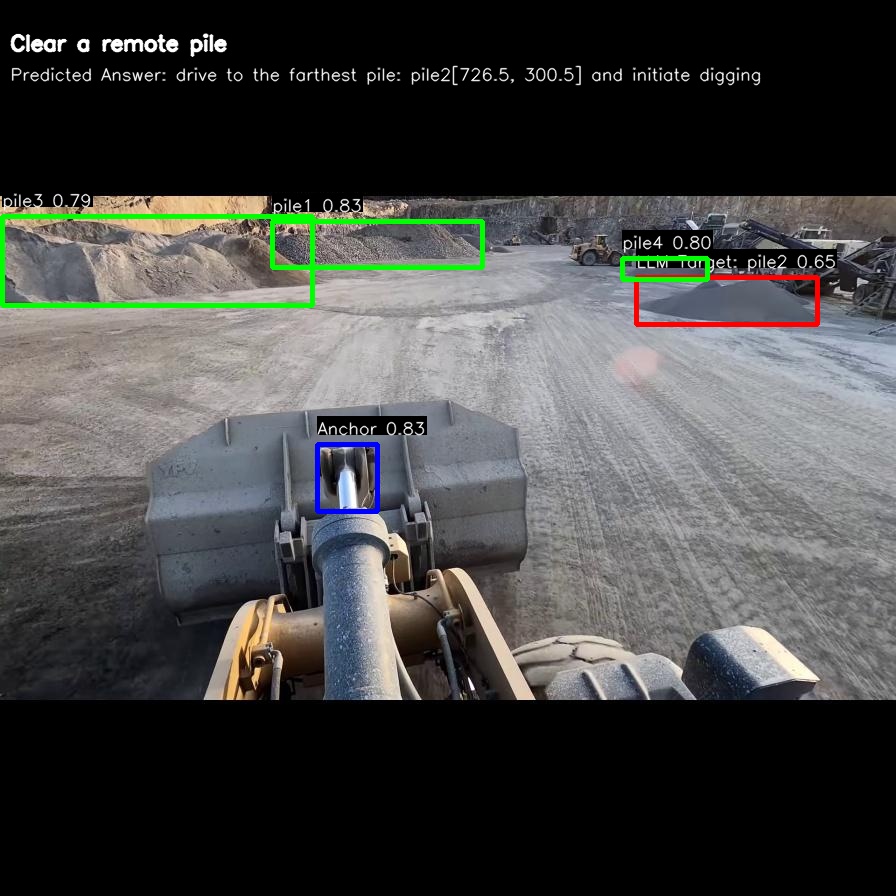 Clear a remote pile
Predicted Answer: drive to the farthest pile: pile2[726.5, 300.5] and initiate digging
pile3 0.79
pile1 0.83
pile4 0.80
LLM Target: pile2 0.65
Anchor 0.83